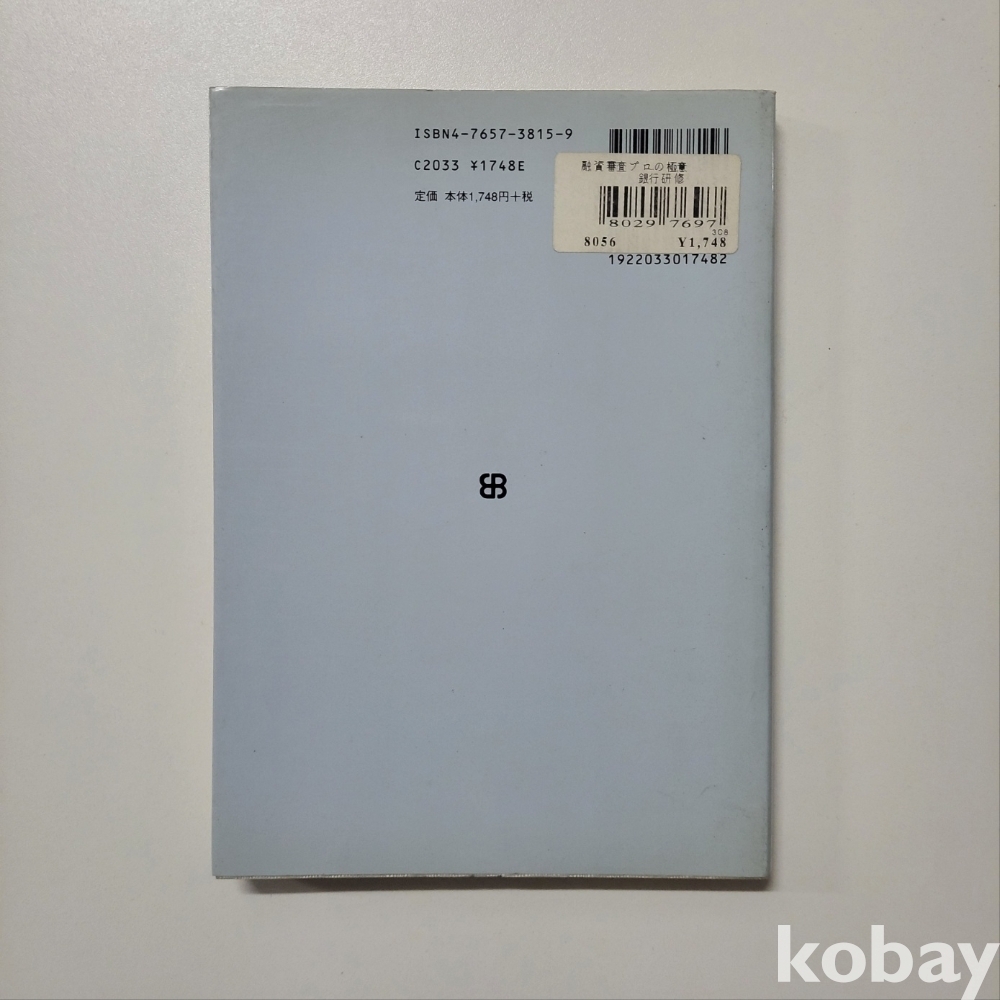 ISBN4-7657-3815-9
C2033 ¥1748E
定価 本体1,748円+税
融資審査プロの極意
銀行研修
8029 7697
308
8056 ¥1,748
1922033017482
kobay